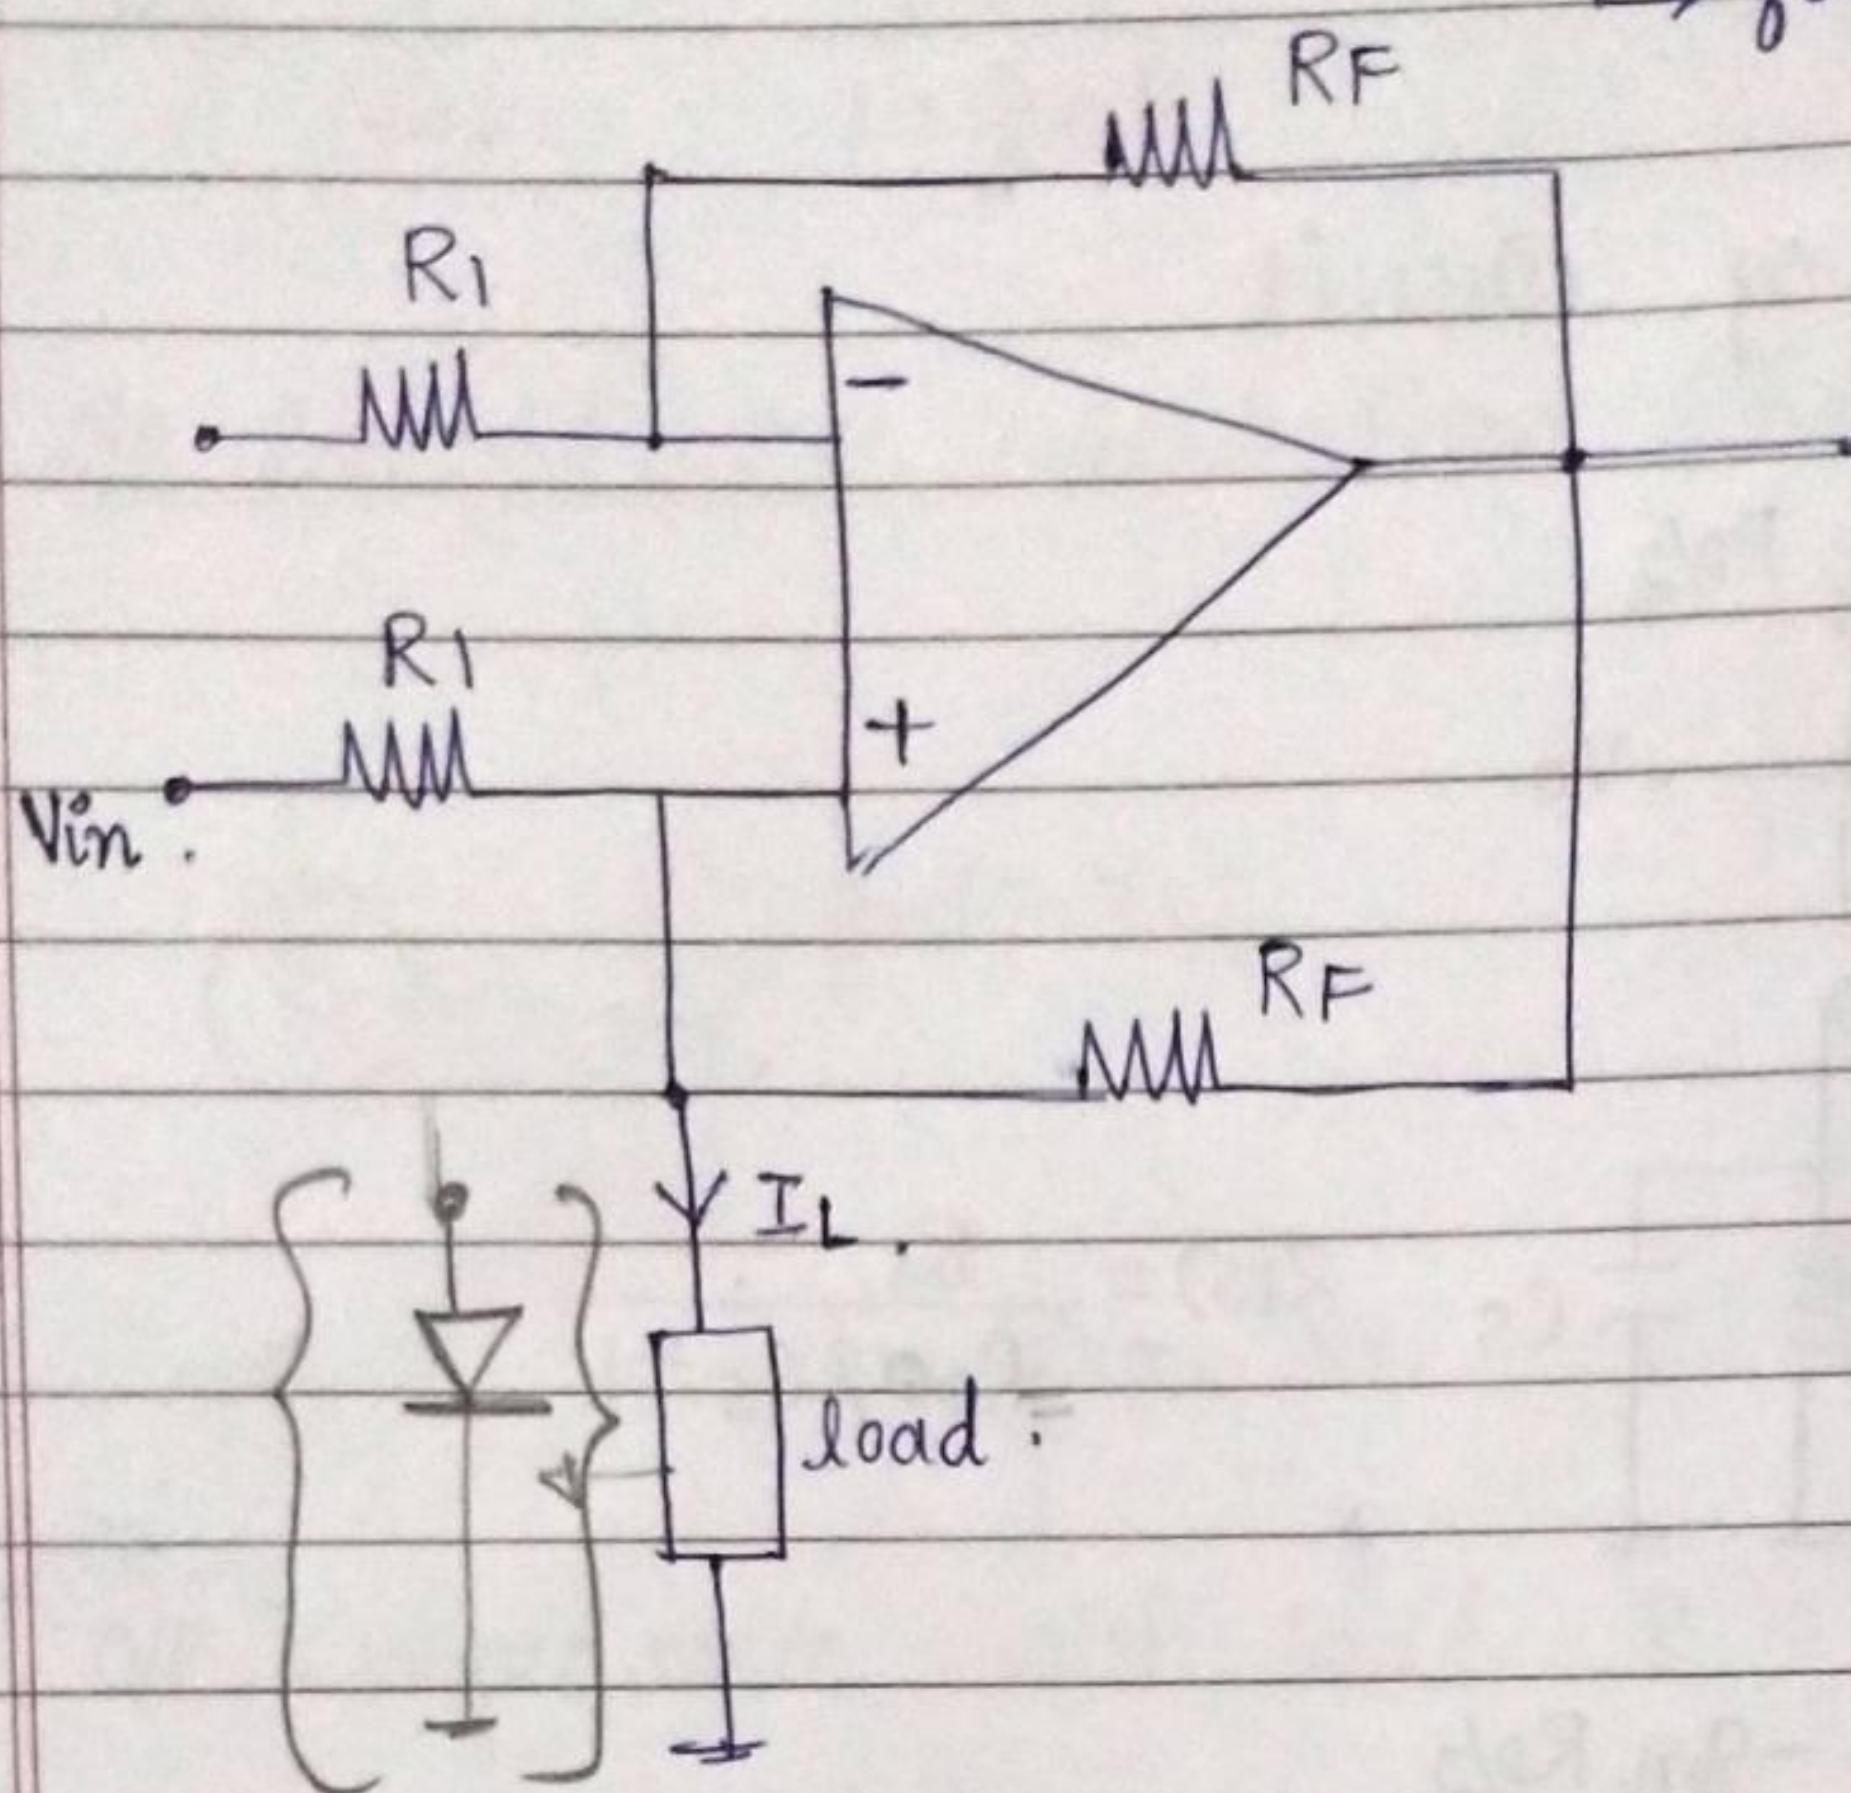 RF
R1
-
R1
+
Vin .
RF
IL .
load :